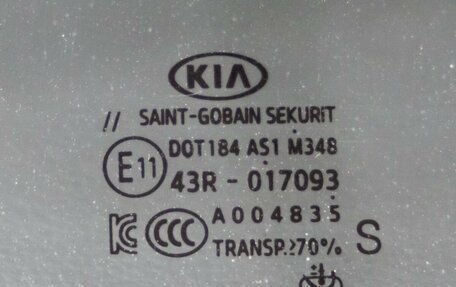 KIA
// SAINT-GOBAIN SEKURIT
DOT184 AS1 M348
E11 43R - 017093
A004835
KC CCC TRANSP.≥70% S